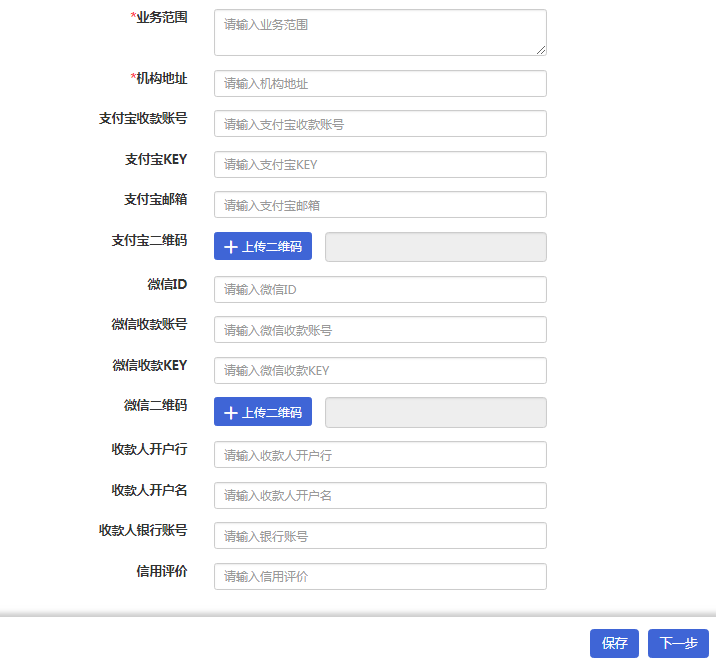 *业务范围 请输入业务范围
*机构地址 请输入机构地址
支付宝收款账号 请输入支付宝收款账号
支付宝KEY 请输入支付宝KEY
支付宝邮箱 请输入支付宝邮箱
支付宝二维码 上传二维码
微信ID 请输入微信ID
微信收款账号 请输入微信收款账号
微信收款KEY 请输入微信收款KEY
微信二维码 上传二维码
收款人开户行 请输入收款人开户行
收款人开户名 请输入收款人开户名
收款人银行账号 请输入银行账号
信用评价 请输入信用评价
保存 下一步